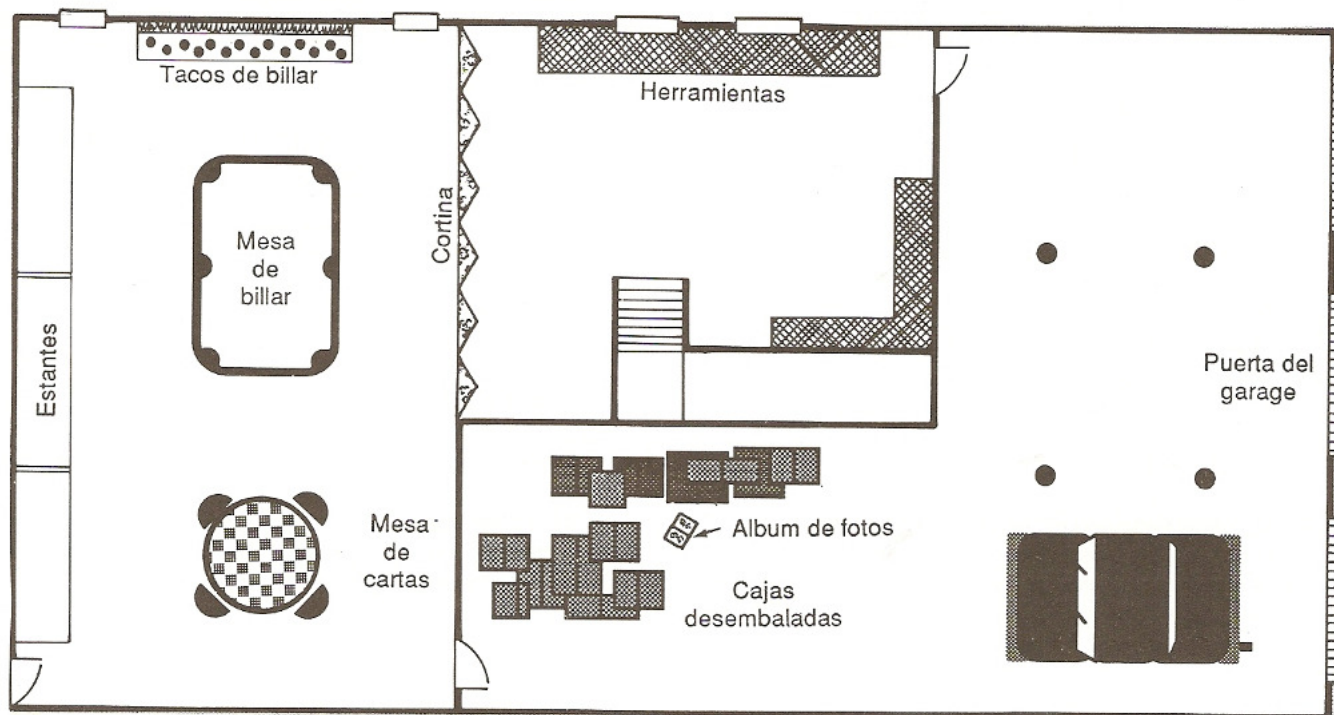 Tacos de billar
Herramientas
Cortina
Mesa
de
billar
Estantes
Puerta del
garage
Mesa
de
cartas
Album de fotos
Cajas
desembaladas